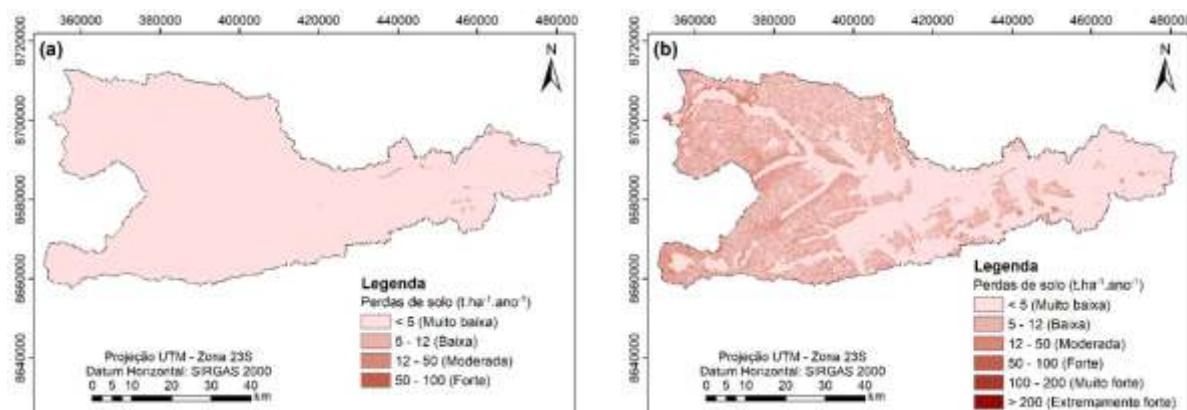 360000 380000 400000 420000 440000 460000 480000
(a)
N
8720000
8700000
8680000
8660000
8640000
Legenda
Perdas de solo (t.ha⁻¹.ano⁻¹)
< 5 (Muito baixa)
5 - 12 (Baixa)
12 - 50 (Moderada)
50 - 100 (Forte)
Projeção UTM - Zona 23S
Datum Horizontal: SIRGAS 2000
0 5 10 20 30 40
km
360000 380000 400000 420000 440000 460000 480000
(b)
N
8720000
8700000
8680000
8660000
8640000
Legenda
Perdas de solo (t.ha⁻¹.ano⁻¹)
< 5 (Muito baixa)
5 - 12 (Baixa)
12 - 50 (Moderada)
50 - 100 (Forte)
100 - 200 (Muito forte)
> 200 (Extremamente forte)
Projeção UTM - Zona 23S
Datum Horizontal: SIRGAS 2000
0 5 10 20 30 40
km